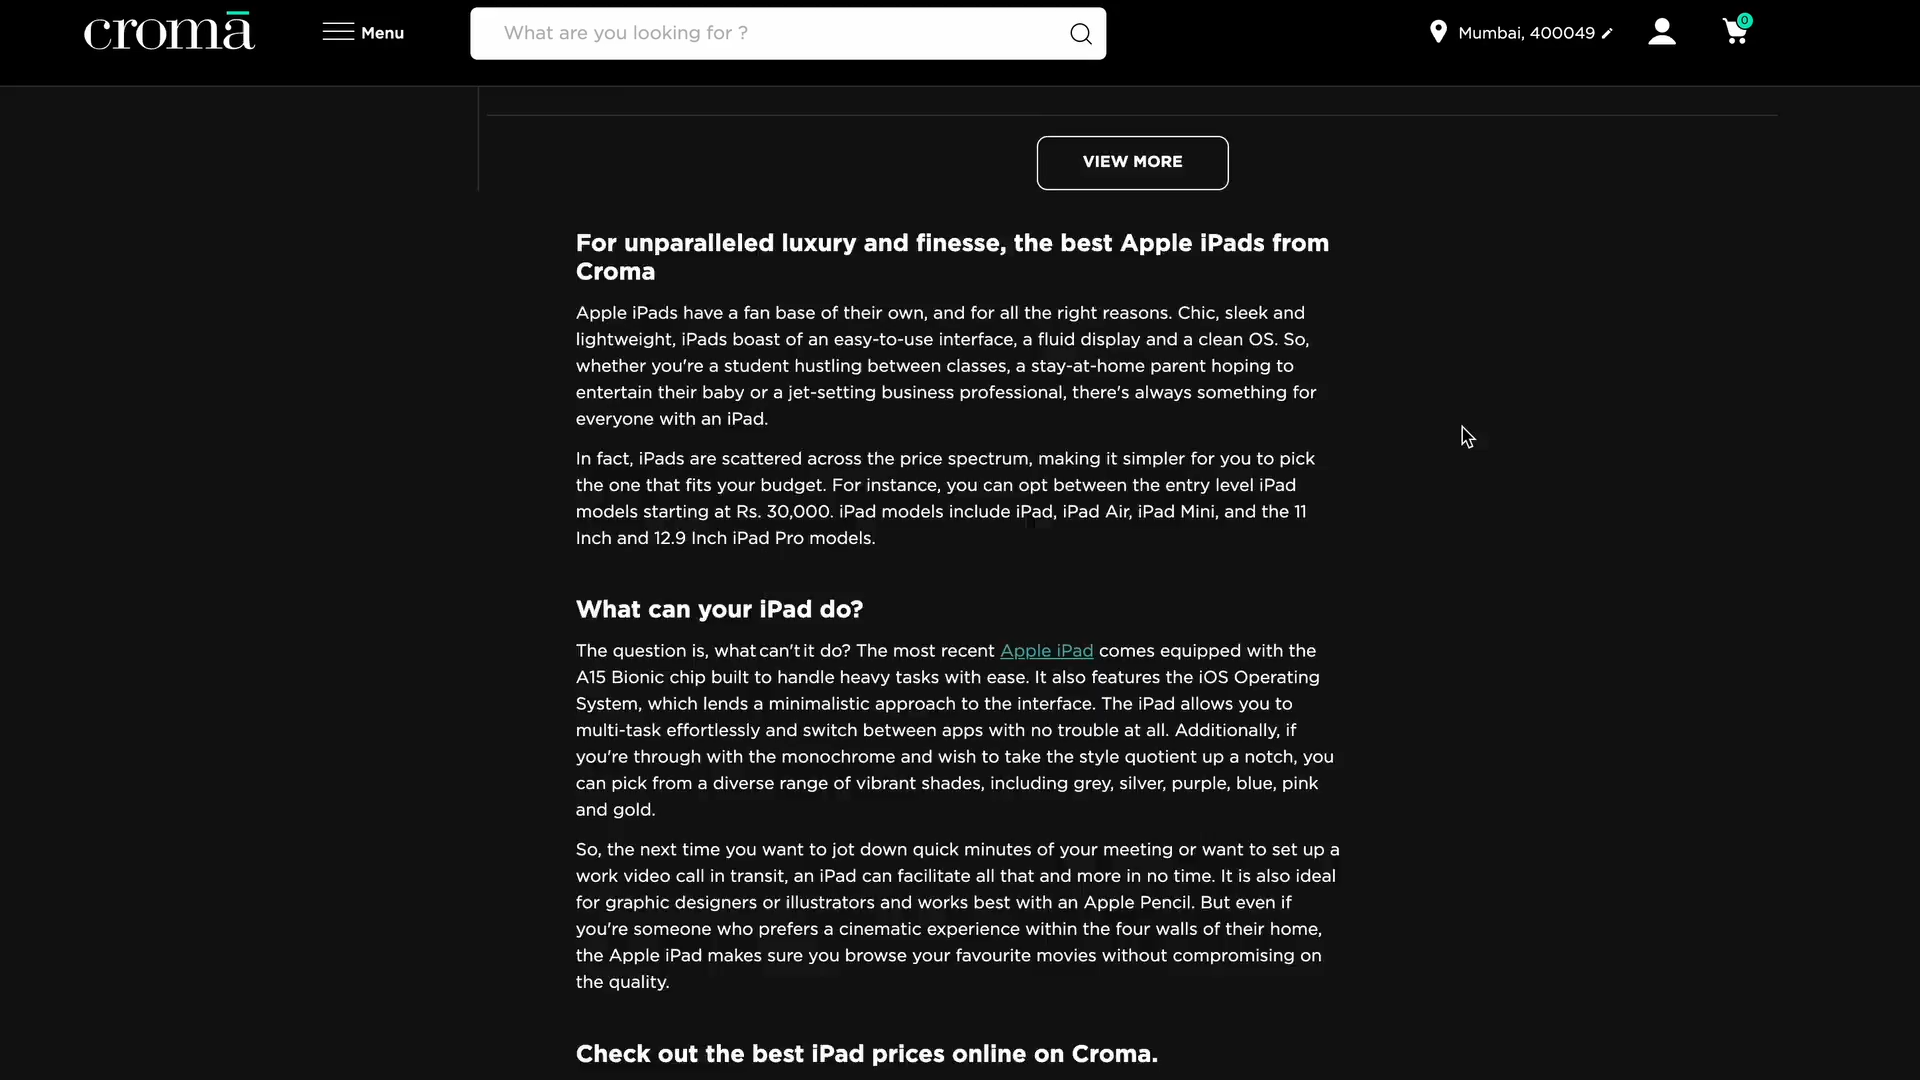 cromā
Menu
What are you looking for ?
Mumbai, 400049
0
VIEW MORE
For unparalleled luxury and finesse, the best Apple iPads from
Croma
Apple iPads have a fan base of their own, and for all the right reasons. Chic, sleek and
lightweight, iPads boast of an easy-to-use interface, a fluid display and a clean OS. So,
whether you're a student hustling between classes, a stay-at-home parent hoping to
entertain their baby or a jet-setting business professional, there's always something for
everyone with an iPad.
In fact, iPads are scattered across the price spectrum, making it simpler for you to pick
the one that fits your budget. For instance, you can opt between the entry level iPad
models starting at Rs. 30,000. iPad models include iPad, iPad Air, iPad Mini, and the 11
Inch and 12.9 Inch iPad Pro models.
What can your iPad do?
The question is, what can't it do? The most recent Apple iPad comes equipped with the
A15 Bionic chip built to handle heavy tasks with ease. It also features the iOS Operating
System, which lends a minimalistic approach to the interface. The iPad allows you to
multi-task effortlessly and switch between apps with no trouble at all. Additionally, if
you're through with the monochrome and wish to take the style quotient up a notch, you
can pick from a diverse range of vibrant shades, including grey, silver, purple, blue, pink
and gold.
So, the next time you want to jot down quick minutes of your meeting or want to set up a
work video call in transit, an iPad can facilitate all that and more in no time. It is also ideal
for graphic designers or illustrators and works best with an Apple Pencil. But even if
you're someone who prefers a cinematic experience within the four walls of their home,
the Apple iPad makes sure you browse your favourite movies without compromising on
the quality.
Check out the best iPad prices online on Croma.